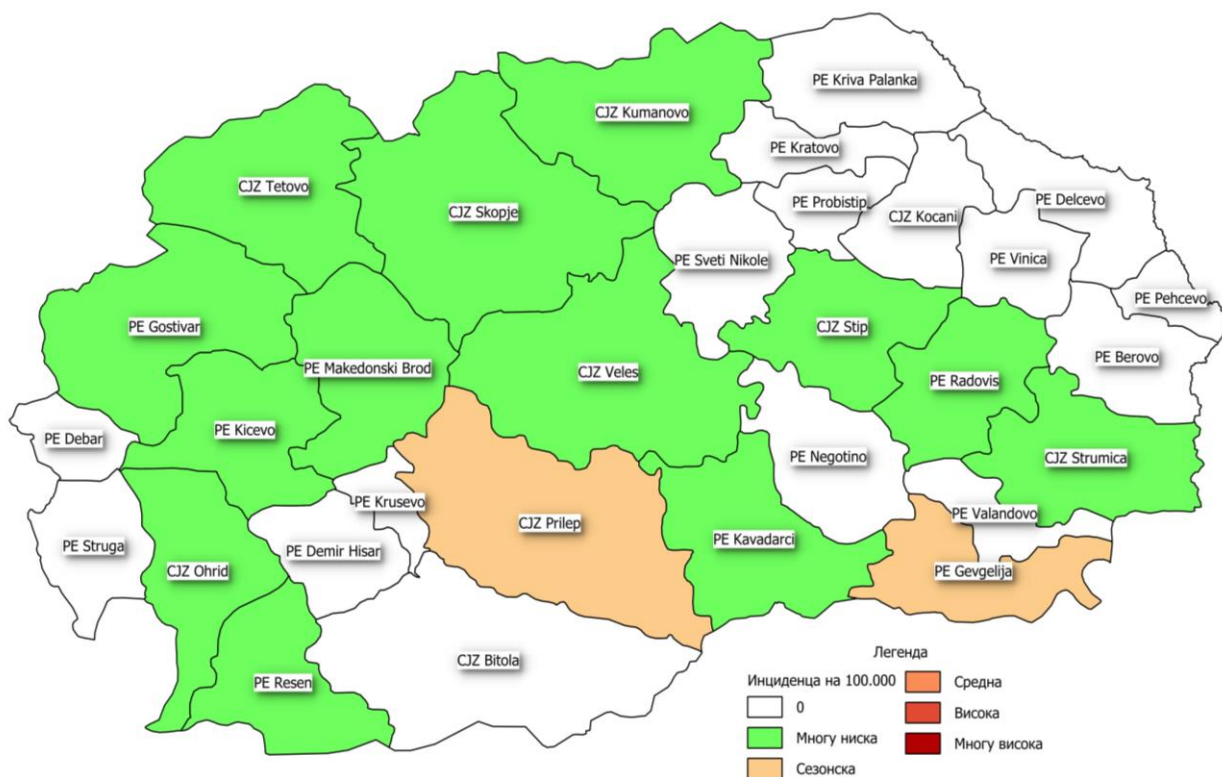 PE Kriva Palanka
CJZ Kumanovo
PE Kratovo
CJZ Tetovo
PE Probistip
PE Delcevo
CJZ Skopje
CJZ Kocani
PE Sveti Nikole
PE Vinica
PE Pehcevo
PE Gostivar
CJZ Stip
PE Berovo
PE Makedonski Brod
CJZ Veles
PE Radovis
PE Kicevo
PE Debar
PE Negotino
CJZ Strumica
PE Krusevo
PE Valandovo
CJZ Prilep
PE Struga
PE Demir Hisar
PE Kavadarci
CJZ Ohrid
PE Gevgelija
CJZ Bitola
PE Resen
Легенда
Инциденца на 100.000
0
Многу ниска
Сезонска
Средна
Висока
Многу висока